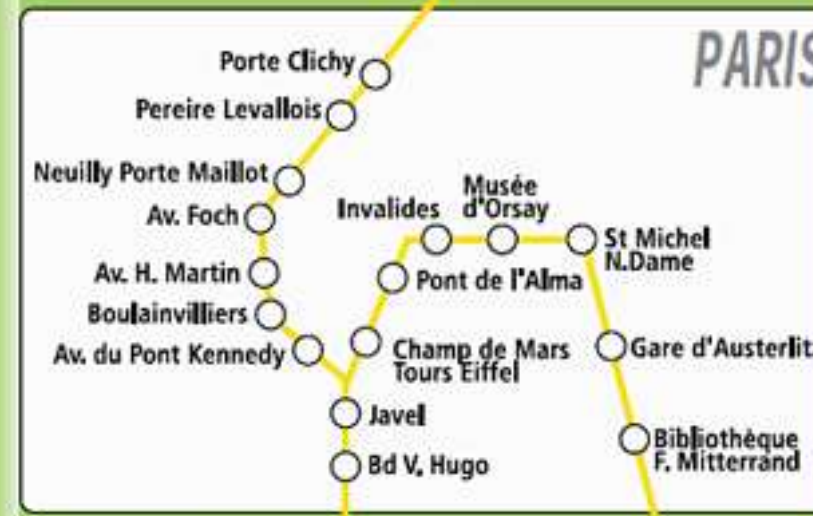 PARIS
Porte Clichy
Pereire Levallois
Neuilly Porte Maillot
Av. Foch
Av. H. Martin
Boulainvilliers
Av. du Pont Kennedy
Invalides
Musée
d'Orsay
St Michel
N.Dame
Pont de l'Alma
Champ de Mars
Tours Eiffel
Gare d'Austerlit
Javel
Bd V. Hugo
Bibliothèque
F. Mitterrand